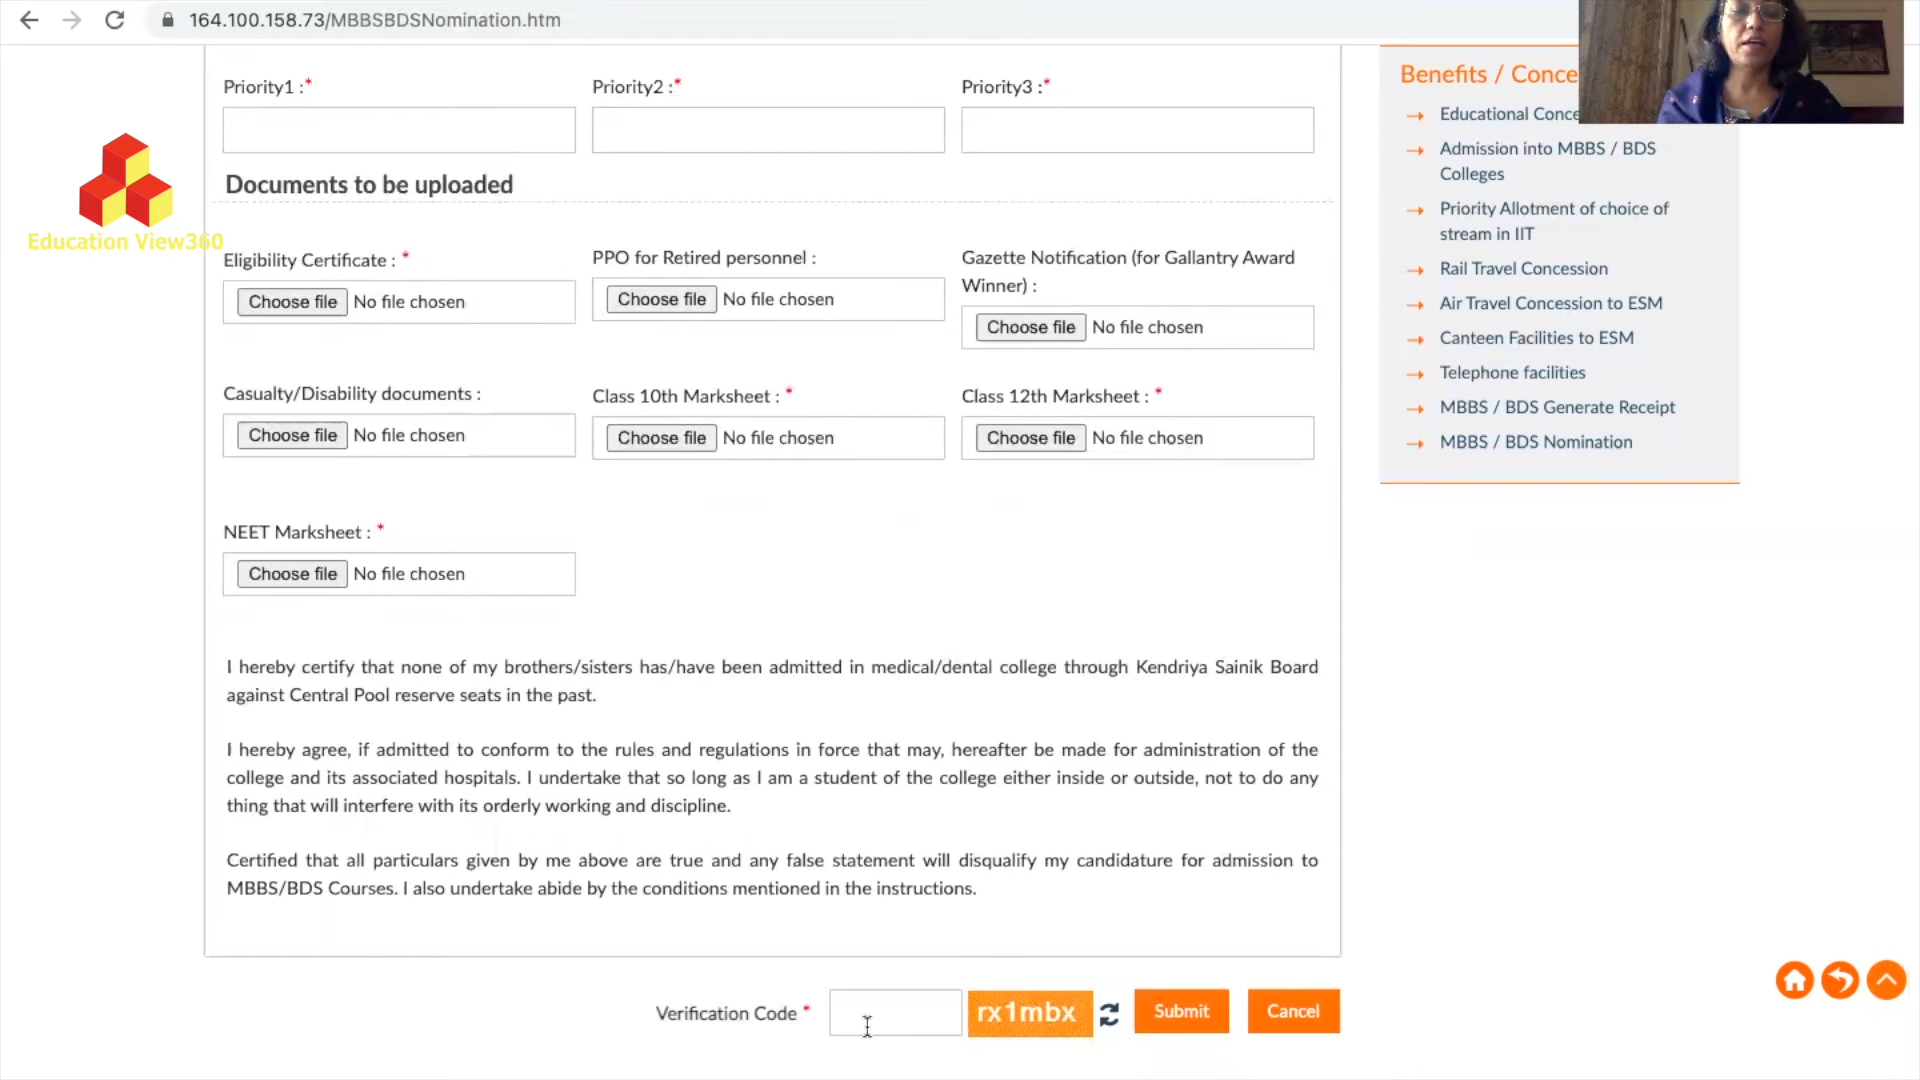 164.100.158.73/MBBSBDSNomination.htm
Priority1 :*
Priority2 :*
Priority3 :*
Documents to be uploaded
Education View360
Eligibility Certificate : *
Choose file No file chosen
PPO for Retired personnel :
Choose file No file chosen
Gazette Notification (for Gallantry Award
Winner) :
Choose file No file chosen
Casualty/Disability documents :
Choose file No file chosen
Class 10th Marksheet : *
Choose file No file chosen
Class 12th Marksheet : *
Choose file No file chosen
NEET Marksheet : *
Choose file No file chosen
I hereby certify that none of my brothers/sisters has/have been admitted in medical/dental college through Kendriya Sainik Board
against Central Pool reserve seats in the past.
I hereby agree, if admitted to conform to the rules and regulations in force that may, hereafter be made for administration of the
college and its associated hospitals. I undertake that so long as I am a student of the college either inside or outside, not to do any
thing that will interfere with its orderly working and discipline.
Certified that all particulars given by me above are true and any false statement will disqualify my candidature for admission to
MBBS/BDS Courses. I also undertake abide by the conditions mentioned in the instructions.
Verification Code *
rx1mbx
Submit
Cancel
Benefits / Conce
Educational Conce
Admission into MBBS / BDS
Colleges
Priority Allotment of choice of
stream in IIT
Rail Travel Concession
Air Travel Concession to ESM
Canteen Facilities to ESM
Telephone facilities
MBBS / BDS Generate Receipt
MBBS / BDS Nomination